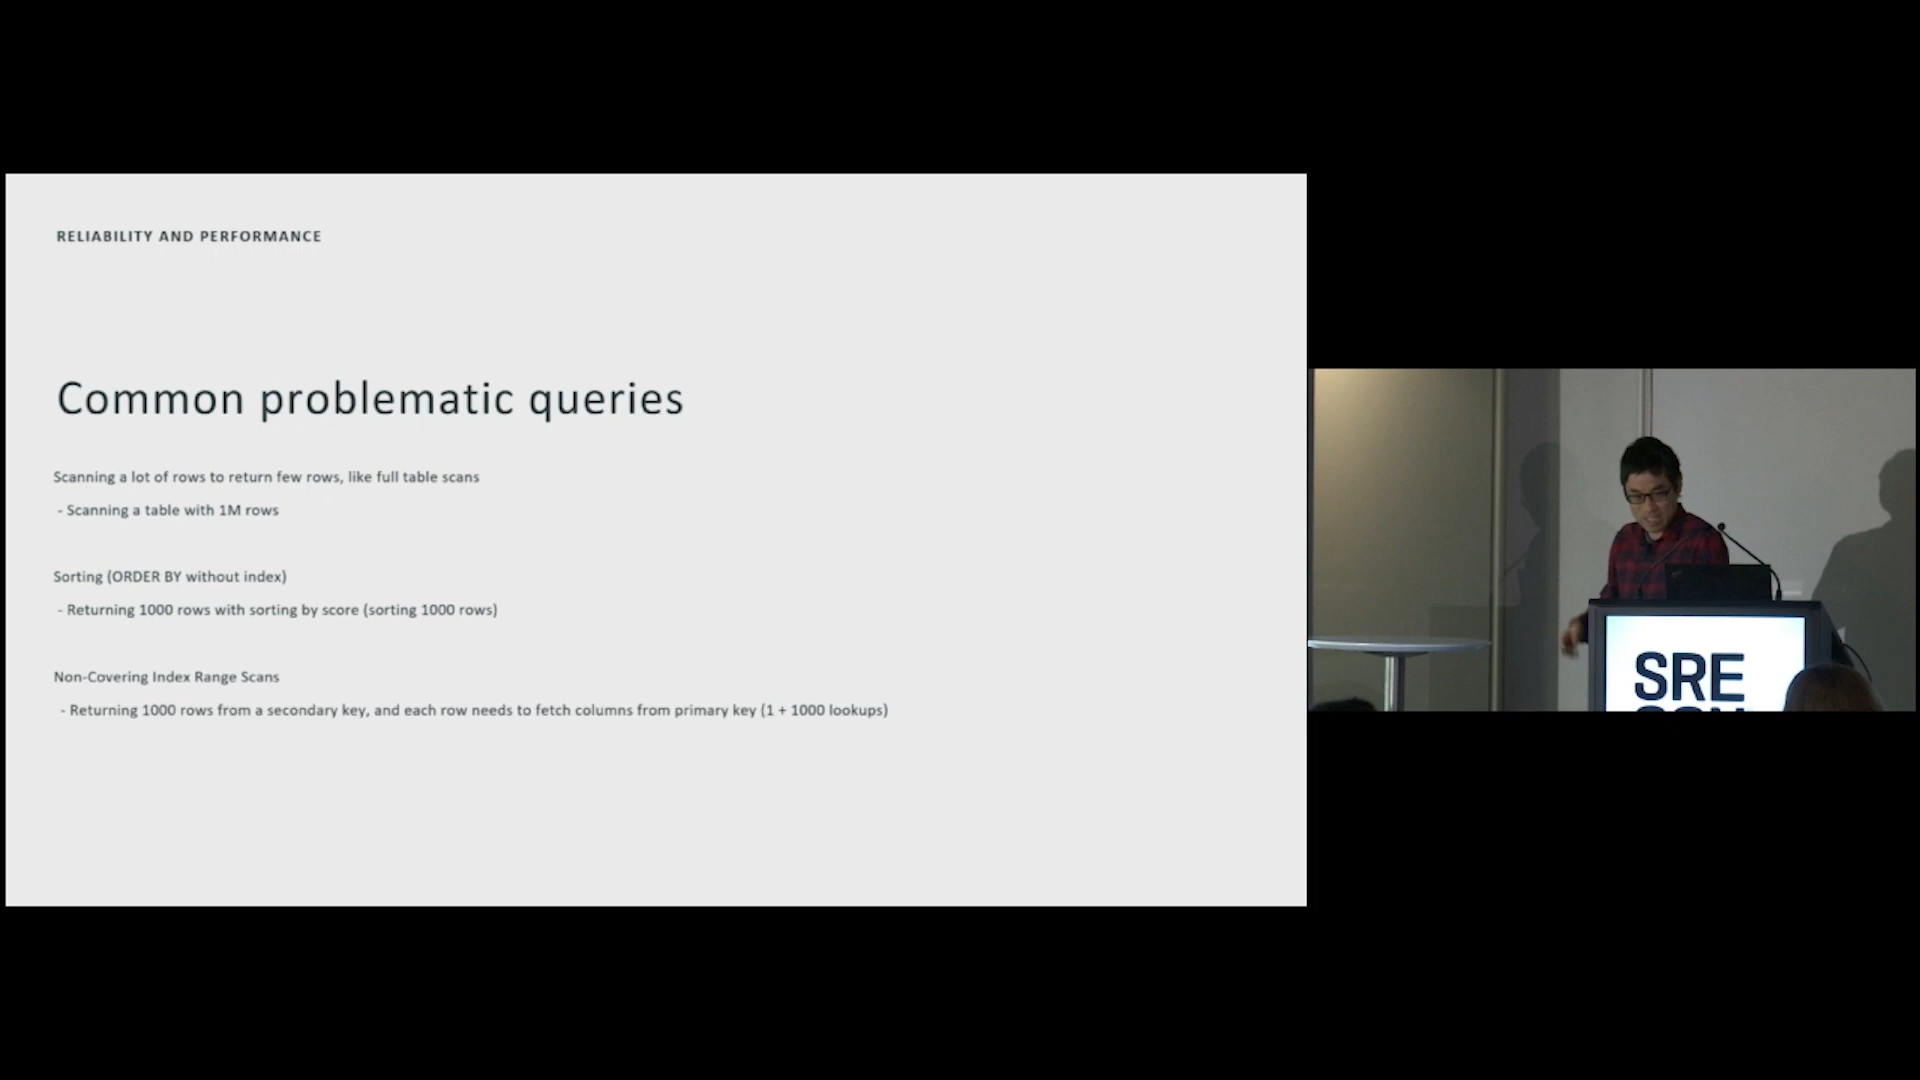 RELIABILITY AND PERFORMANCE
Common problematic queries
Scanning a lot of rows to return few rows, like full table scans
- Scanning a table with 1M rows
Sorting (ORDER BY without index)
- Returning 1000 rows with sorting by score (sorting 1000 rows)
Non-Covering Index Range Scans
- Returning 1000 rows from a secondary key, and each row needs to fetch columns from primary key (1 + 1000 lookups)
SRE